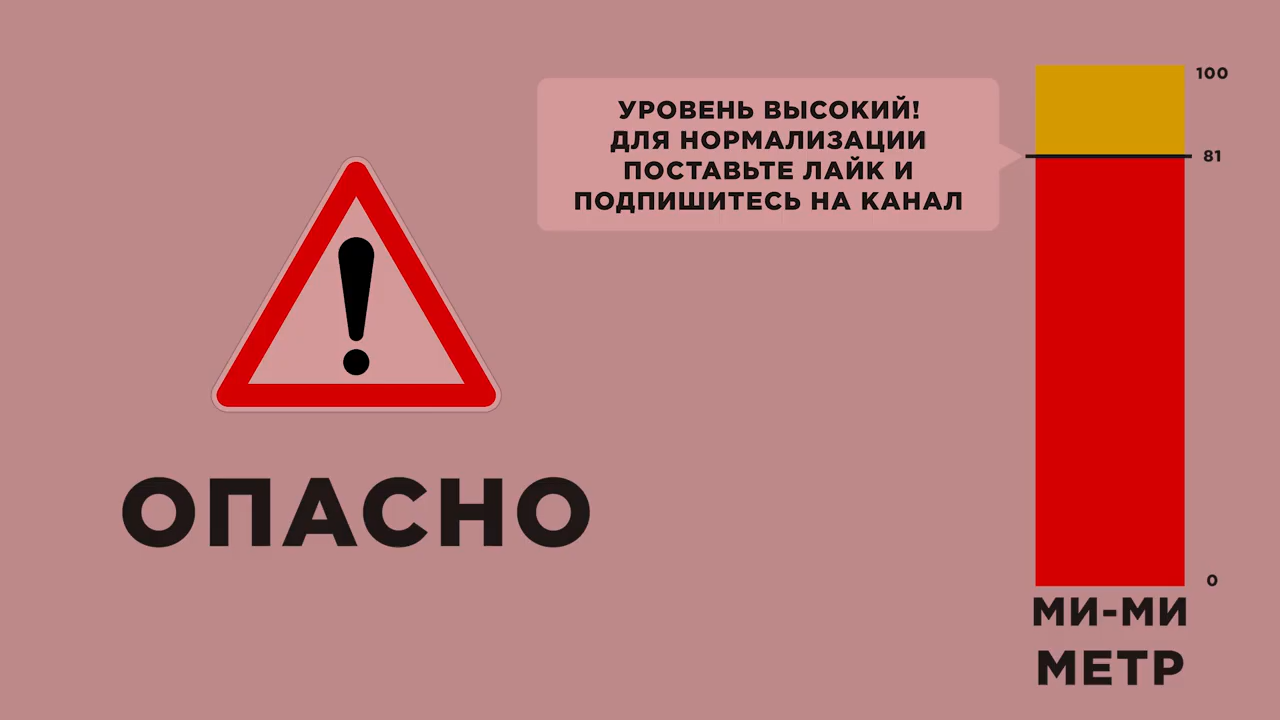 УРОВЕНЬ ВЫСОКИЙ!
ДЛЯ НОРМАЛИЗАЦИИ
ПОСТАВЬТЕ ЛАЙК И
ПОДПИШИТЕСЬ НА КАНАЛ
ОПАСНО
100
81
0
МИ-МИ
МЕТР